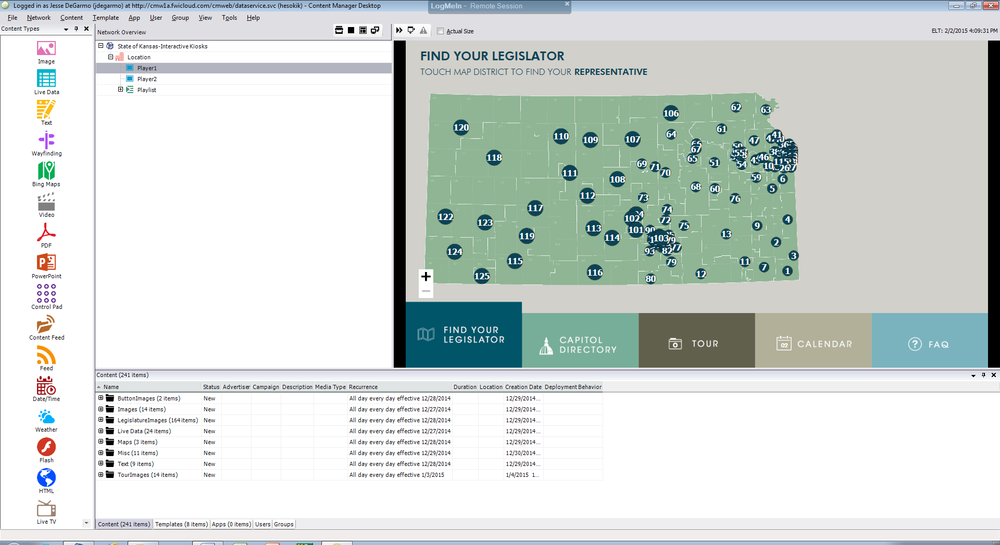 Logged in as Jesse DeGarmo (jdegarmo) at http://cmw1a.fwicloud.com/cmweb/dataservice.svc (hesokik) - Content Manager Desktop
LogMeIn - Remote Session
File Network Content Template App User Group View Tools Help
Content Types
Network Overview
Actual Size
ELT: 2/2/2015 4:09:31 PM
Image
Live Data
Text
Wayfinding
Bing Maps
Video
PDF
PowerPoint
Control Pad
Content Feed
Feed
Date/Time
Weather
Flash
HTML
Live TV
State of Kansas-Interactive Kiosks
Location
Player1
Player2
Playlist
FIND YOUR LEGISLATOR
TOUCH MAP DISTRICT TO FIND YOUR REPRESENTATIVE
62
63
106
120
61
64
41
110
109
107
47
67
118
65
46
69
71
51
55
54
111
70
108
59
6
68
60
5
112
73
76
117
74
122
102
72
4
123
113
101
90
75
9
119
114
103
13
2
124
93
82
77
3
115
79
11
7
1
125
116
80
12
+
−
FIND YOUR
LEGISLATOR
CAPITOL
DIRECTORY
TOUR
02
CALENDAR
? FAQ
Content (241 items)
Name Status Advertiser Campaign Description Media Type Recurrence Duration Location Creation Date Deployment Behavior
ButtonImages (2 items) New All day every day effective 12/28/2014 12/29/2014...
Images (14 items) New All day every day effective 12/27/2014 12/29/2014...
LegislatureImages (164 items) New All day every day effective 12/28/2014 12/29/2014...
Live Data (24 items) New All day every day effective 12/27/2014 12/29/2014...
Maps (3 items) New All day every day effective 12/28/2014 12/29/2014...
Misc (11 items) New All day every day effective 12/29/2014 12/30/2014...
Text (9 items) New All day every day effective 12/28/2014 12/29/2014...
TourImages (14 items) New All day every day effective 1/3/2015 1/4/2015 1...
Content (241 items) Templates (8 items) Apps (0 items) Users Groups